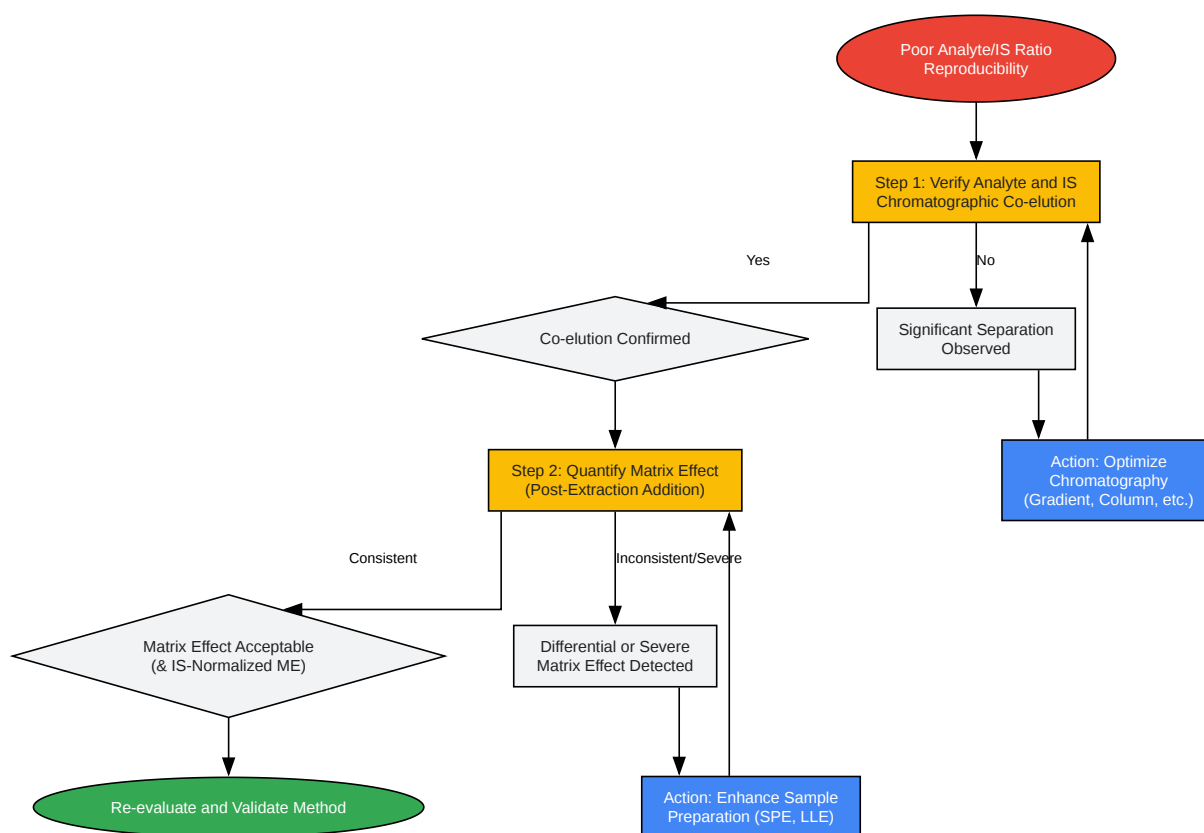 Poor Analyte/IS Ratio
Reproducibility
Step 1: Verify Analyte and IS
Chromatographic Co-elution
Yes
No
Co-elution Confirmed
Significant Separation
Observed
Action: Optimize
Chromatography
(Gradient, Column, etc.)
Step 2: Quantify Matrix Effect
(Post-Extraction Addition)
Consistent
Inconsistent/Severe
Matrix Effect Acceptable
(& IS-Normalized ME)
Differential or Severe
Matrix Effect Detected
Re-evaluate and Validate Method
Action: Enhance Sample
Preparation (SPE, LLE)